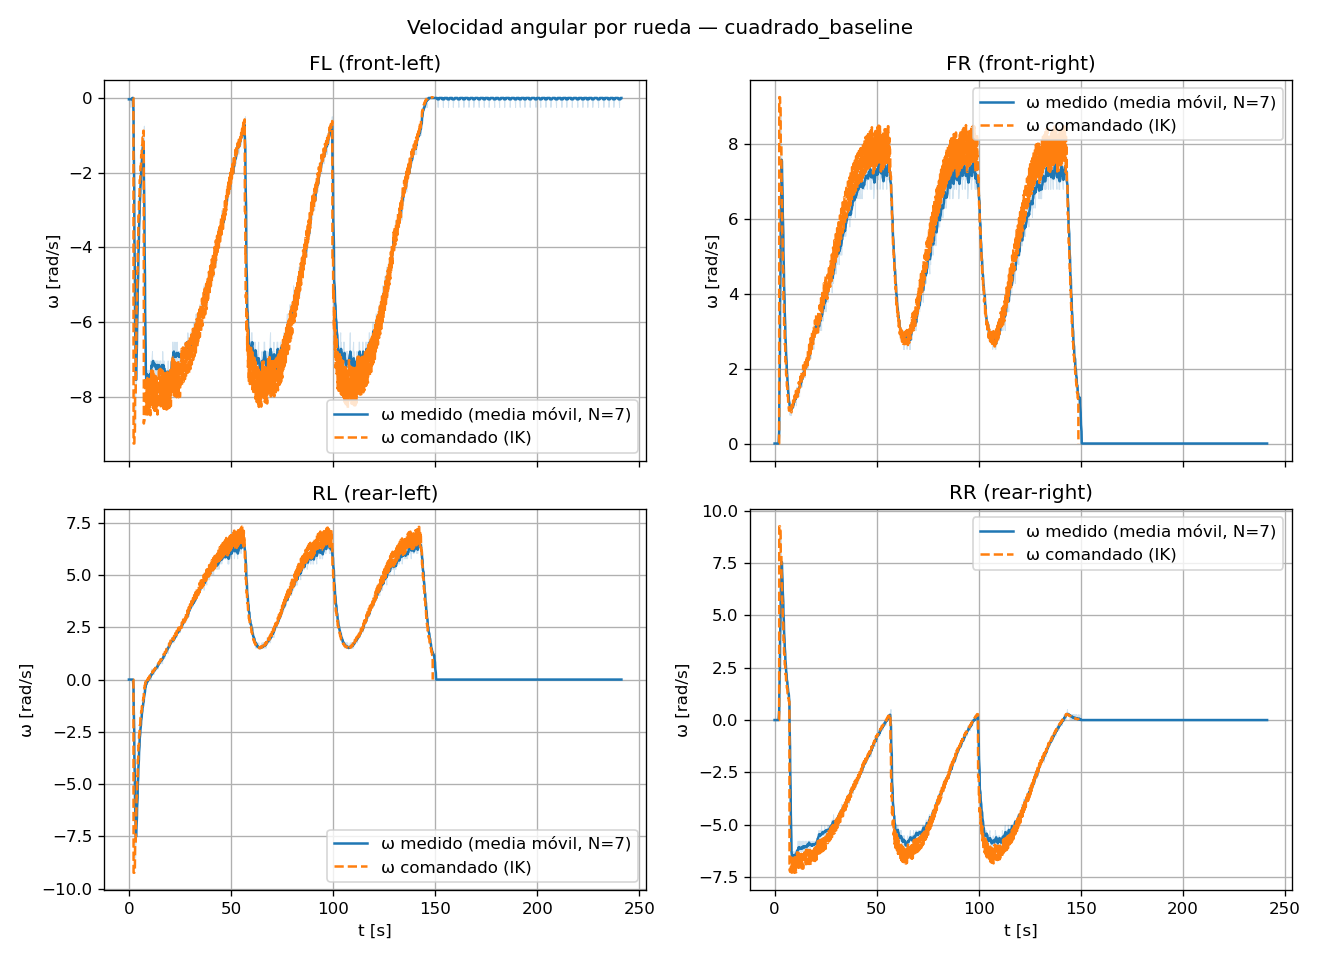 Velocidad angular por rueda — cuadrado_baseline
FL (front-left)
ω [rad/s]
0
−2
−4
−6
−8
ω medido (media móvil, N=7)
ω comandado (IK)
FR (front-right)
ω [rad/s]
8
6
4
2
0
ω medido (media móvil, N=7)
ω comandado (IK)
RL (rear-left)
ω [rad/s]
7.5
5.0
2.5
0.0
−2.5
−5.0
−7.5
−10.0
ω medido (media móvil, N=7)
ω comandado (IK)
0 50 100 150 200 250
t [s]
RR (rear-right)
ω [rad/s]
10.0
7.5
5.0
2.5
0.0
−2.5
−5.0
−7.5
ω medido (media móvil, N=7)
ω comandado (IK)
0 50 100 150 200 250
t [s]